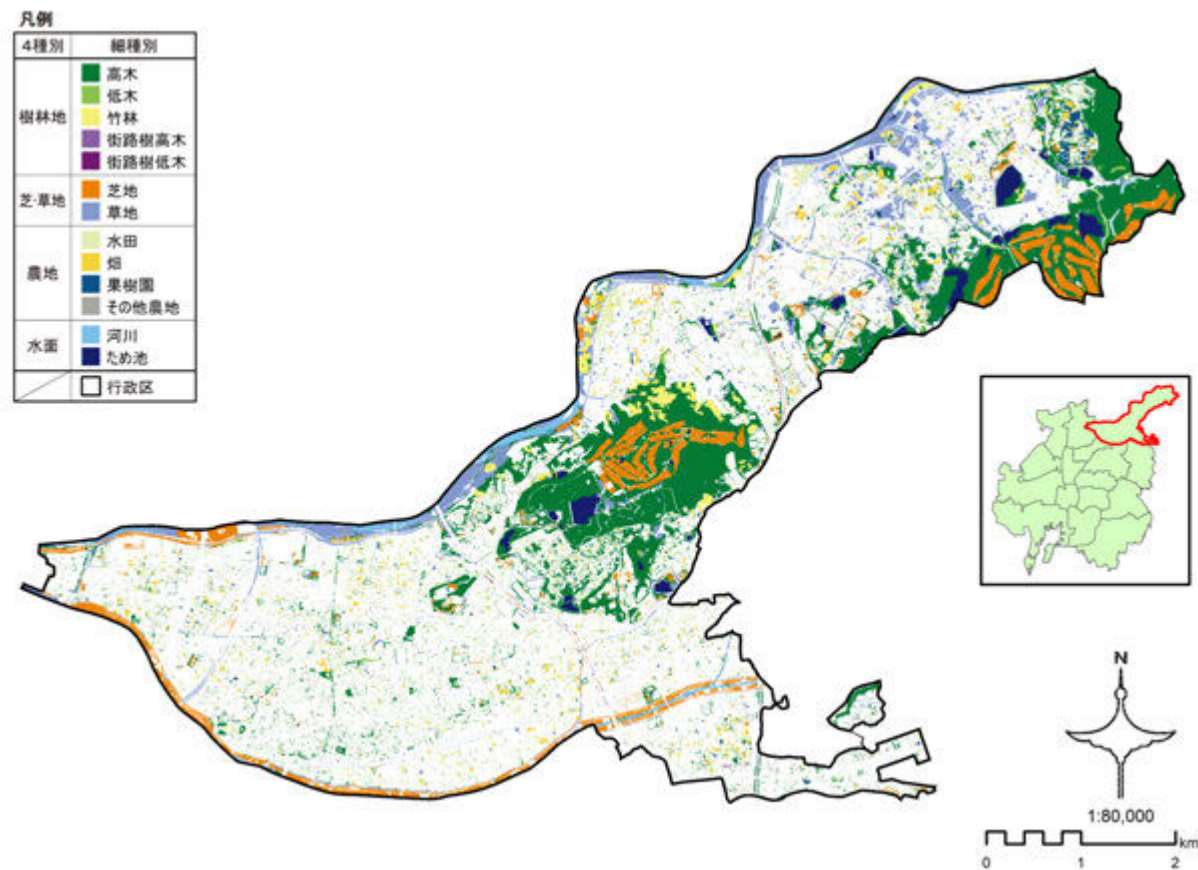 凡例
4種別 細種別
樹林地
高木
低木
竹林
街路樹高木
街路樹低木
芝・草地
芝地
草地
農地
水田
畑
果樹園
その他農地
水面
河川
ため池
行政区
N
1:80,000
km
0 1 2